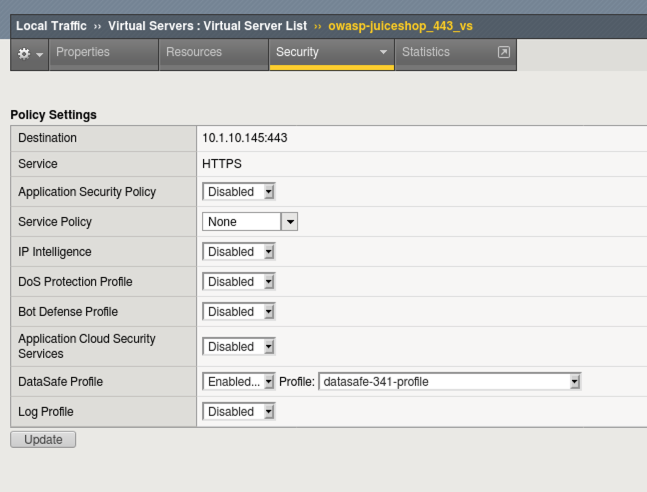 Local Traffic ›› Virtual Servers : Virtual Server List ›› owasp-juiceshop_443_vs
Properties Resources Security Statistics
Policy Settings
Destination 10.1.10.145:443
Service HTTPS
Application Security Policy Disabled
Service Policy None
IP Intelligence Disabled
DoS Protection Profile Disabled
Bot Defense Profile Disabled
Application Cloud Security
Services Disabled
DataSafe Profile Enabled... Profile: datasafe-341-profile
Log Profile Disabled
Update